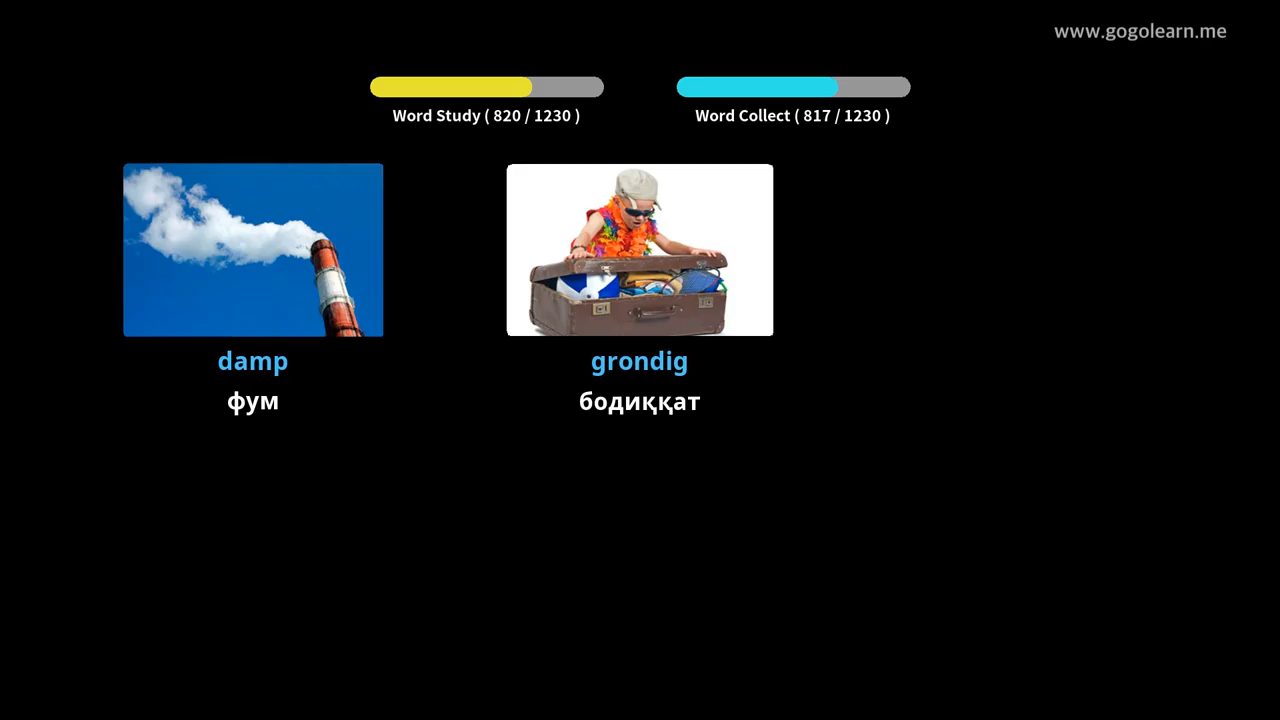 www.gogolearn.me
Word Study ( 820 / 1230 )
Word Collect ( 817 / 1230 )
damp
фум
grondig
бодиққат